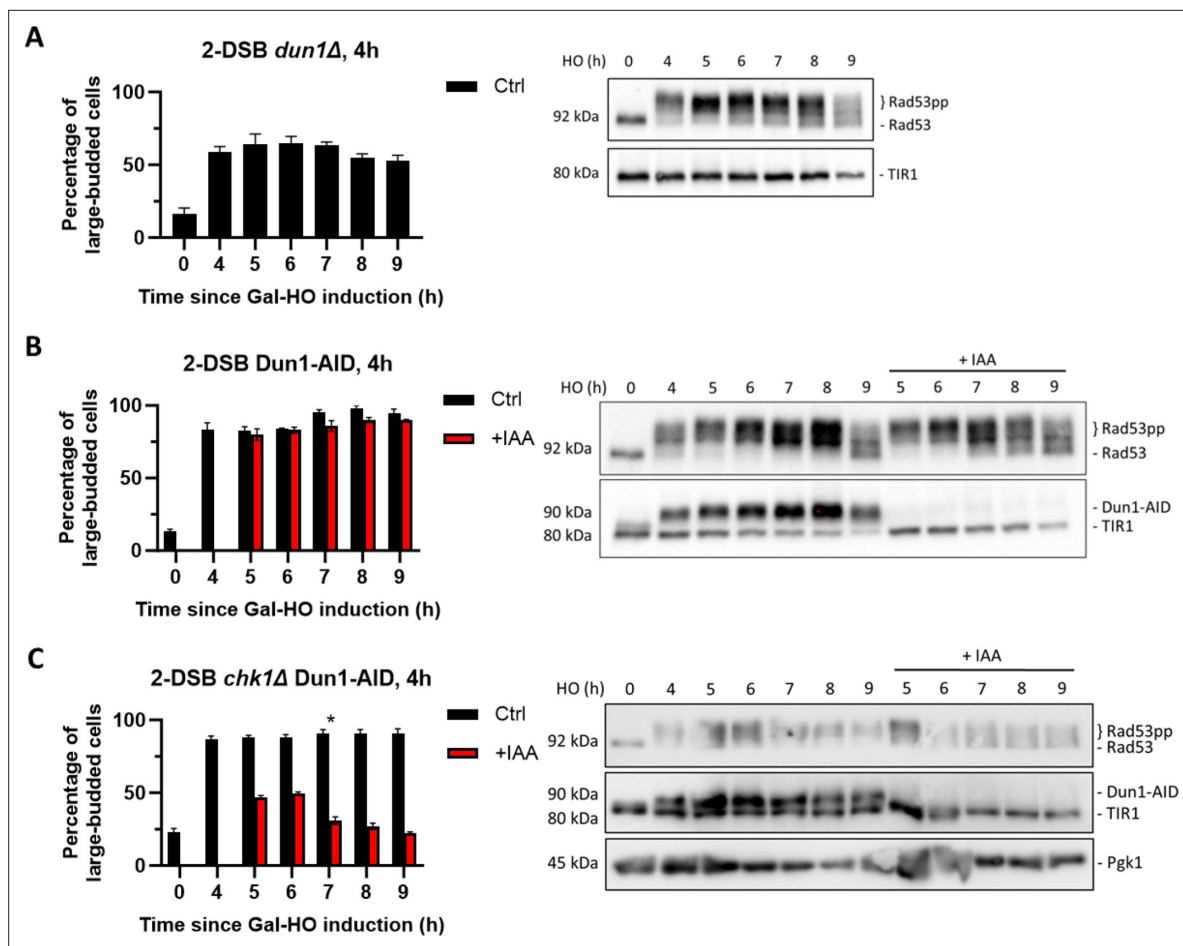 A
2-DSB dun1Δ, 4h
Percentage of
large-budded cells
100
50
0
Ctrl
0 4 5 6 7 8 9
Time since Gal-HO induction (h)
HO (h) 0 4 5 6 7 8 9
92 kDa
} Rad53pp
- Rad53
80 kDa
- TIR1
B
2-DSB Dun1-AID, 4h
Percentage of
large-budded cells
100
50
0
Ctrl
+IAA
0 4 5 6 7 8 9
Time since Gal-HO induction (h)
+ IAA
HO (h) 0 4 5 6 7 8 9 5 6 7 8 9
92 kDa
} Rad53pp
- Rad53
90 kDa
80 kDa
- Dun1-AID
- TIR1
C
2-DSB chk1Δ Dun1-AID, 4h
Percentage of
large-budded cells
100
50
0
*
Ctrl
+IAA
0 4 5 6 7 8 9
Time since Gal-HO induction (h)
+ IAA
HO (h) 0 4 5 6 7 8 9 5 6 7 8 9
92 kDa
} Rad53pp
- Rad53
90 kDa
80 kDa
- Dun1-AID
- TIR1
45 kDa
- Pgk1